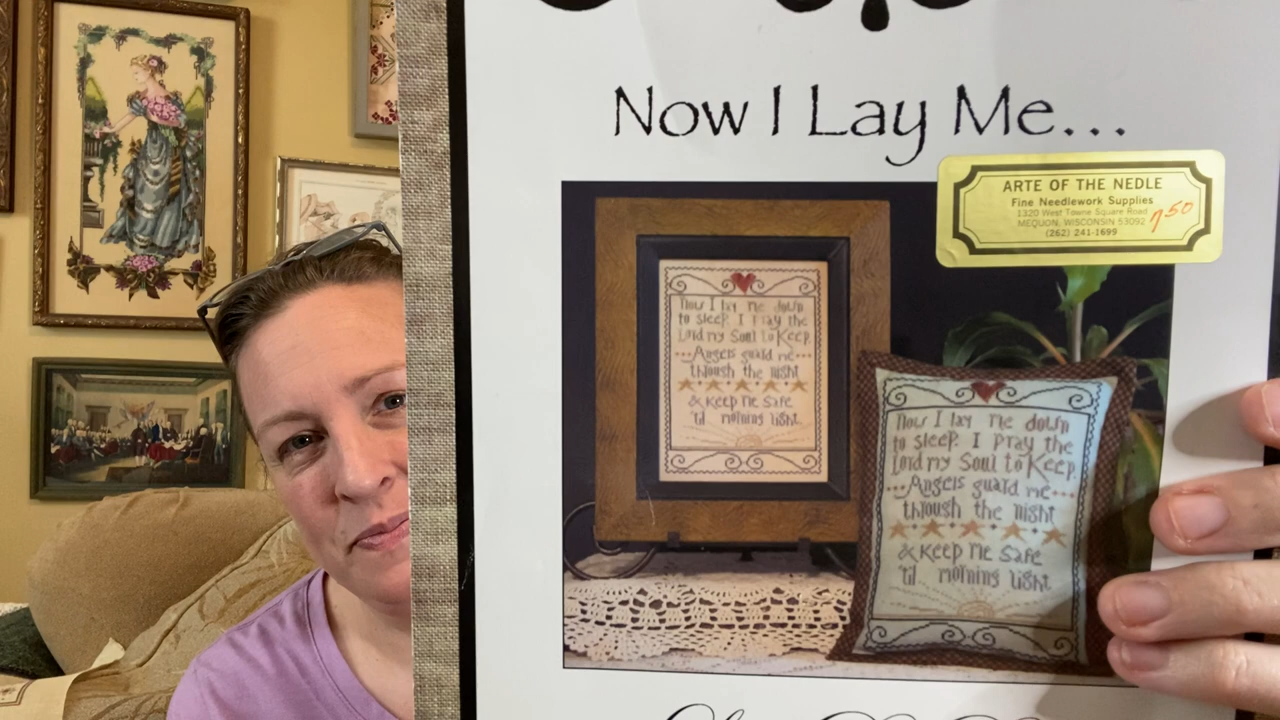 Now I Lay Me...
ARTE OF THE NEDLE
Fine Needlework Supplies
1320 West Towne Square Road
MEQUON, WISCONSIN 53092
7.50
(262) 241-1699
Now I lay me down
to sleep. I pray the
Lord my Soul to Keep.
Angels guard me
through the night
& Keep me Safe
'til morning light.
Now I lay me down
to sleep. I pray the
Lord my Soul to Keep.
Angels guard me
through the night
& Keep me Safe
'til morning light.